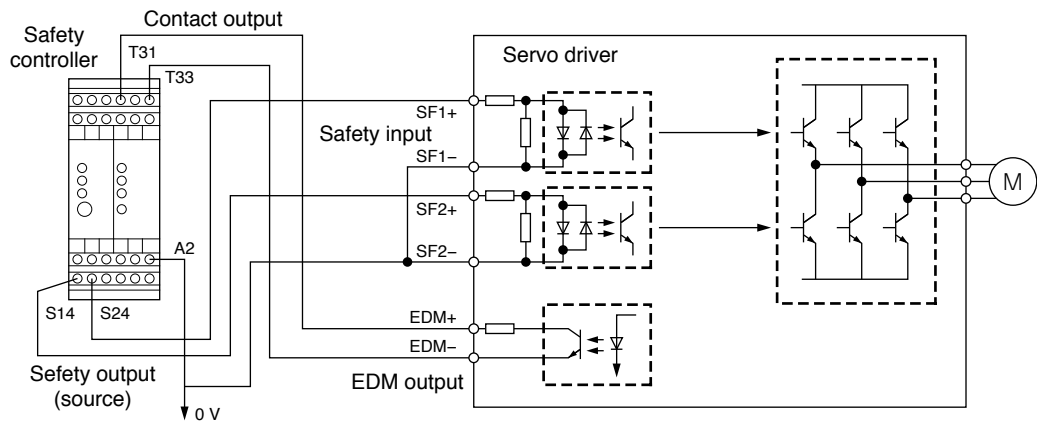 Contact output
Safety
controller
T31
T33
Servo driver
SF1+
Safety input
SF1−
SF2+
SF2−
M
A2
S14
S24
EDM+
EDM−
EDM output
Sefety output
(source)
0 V